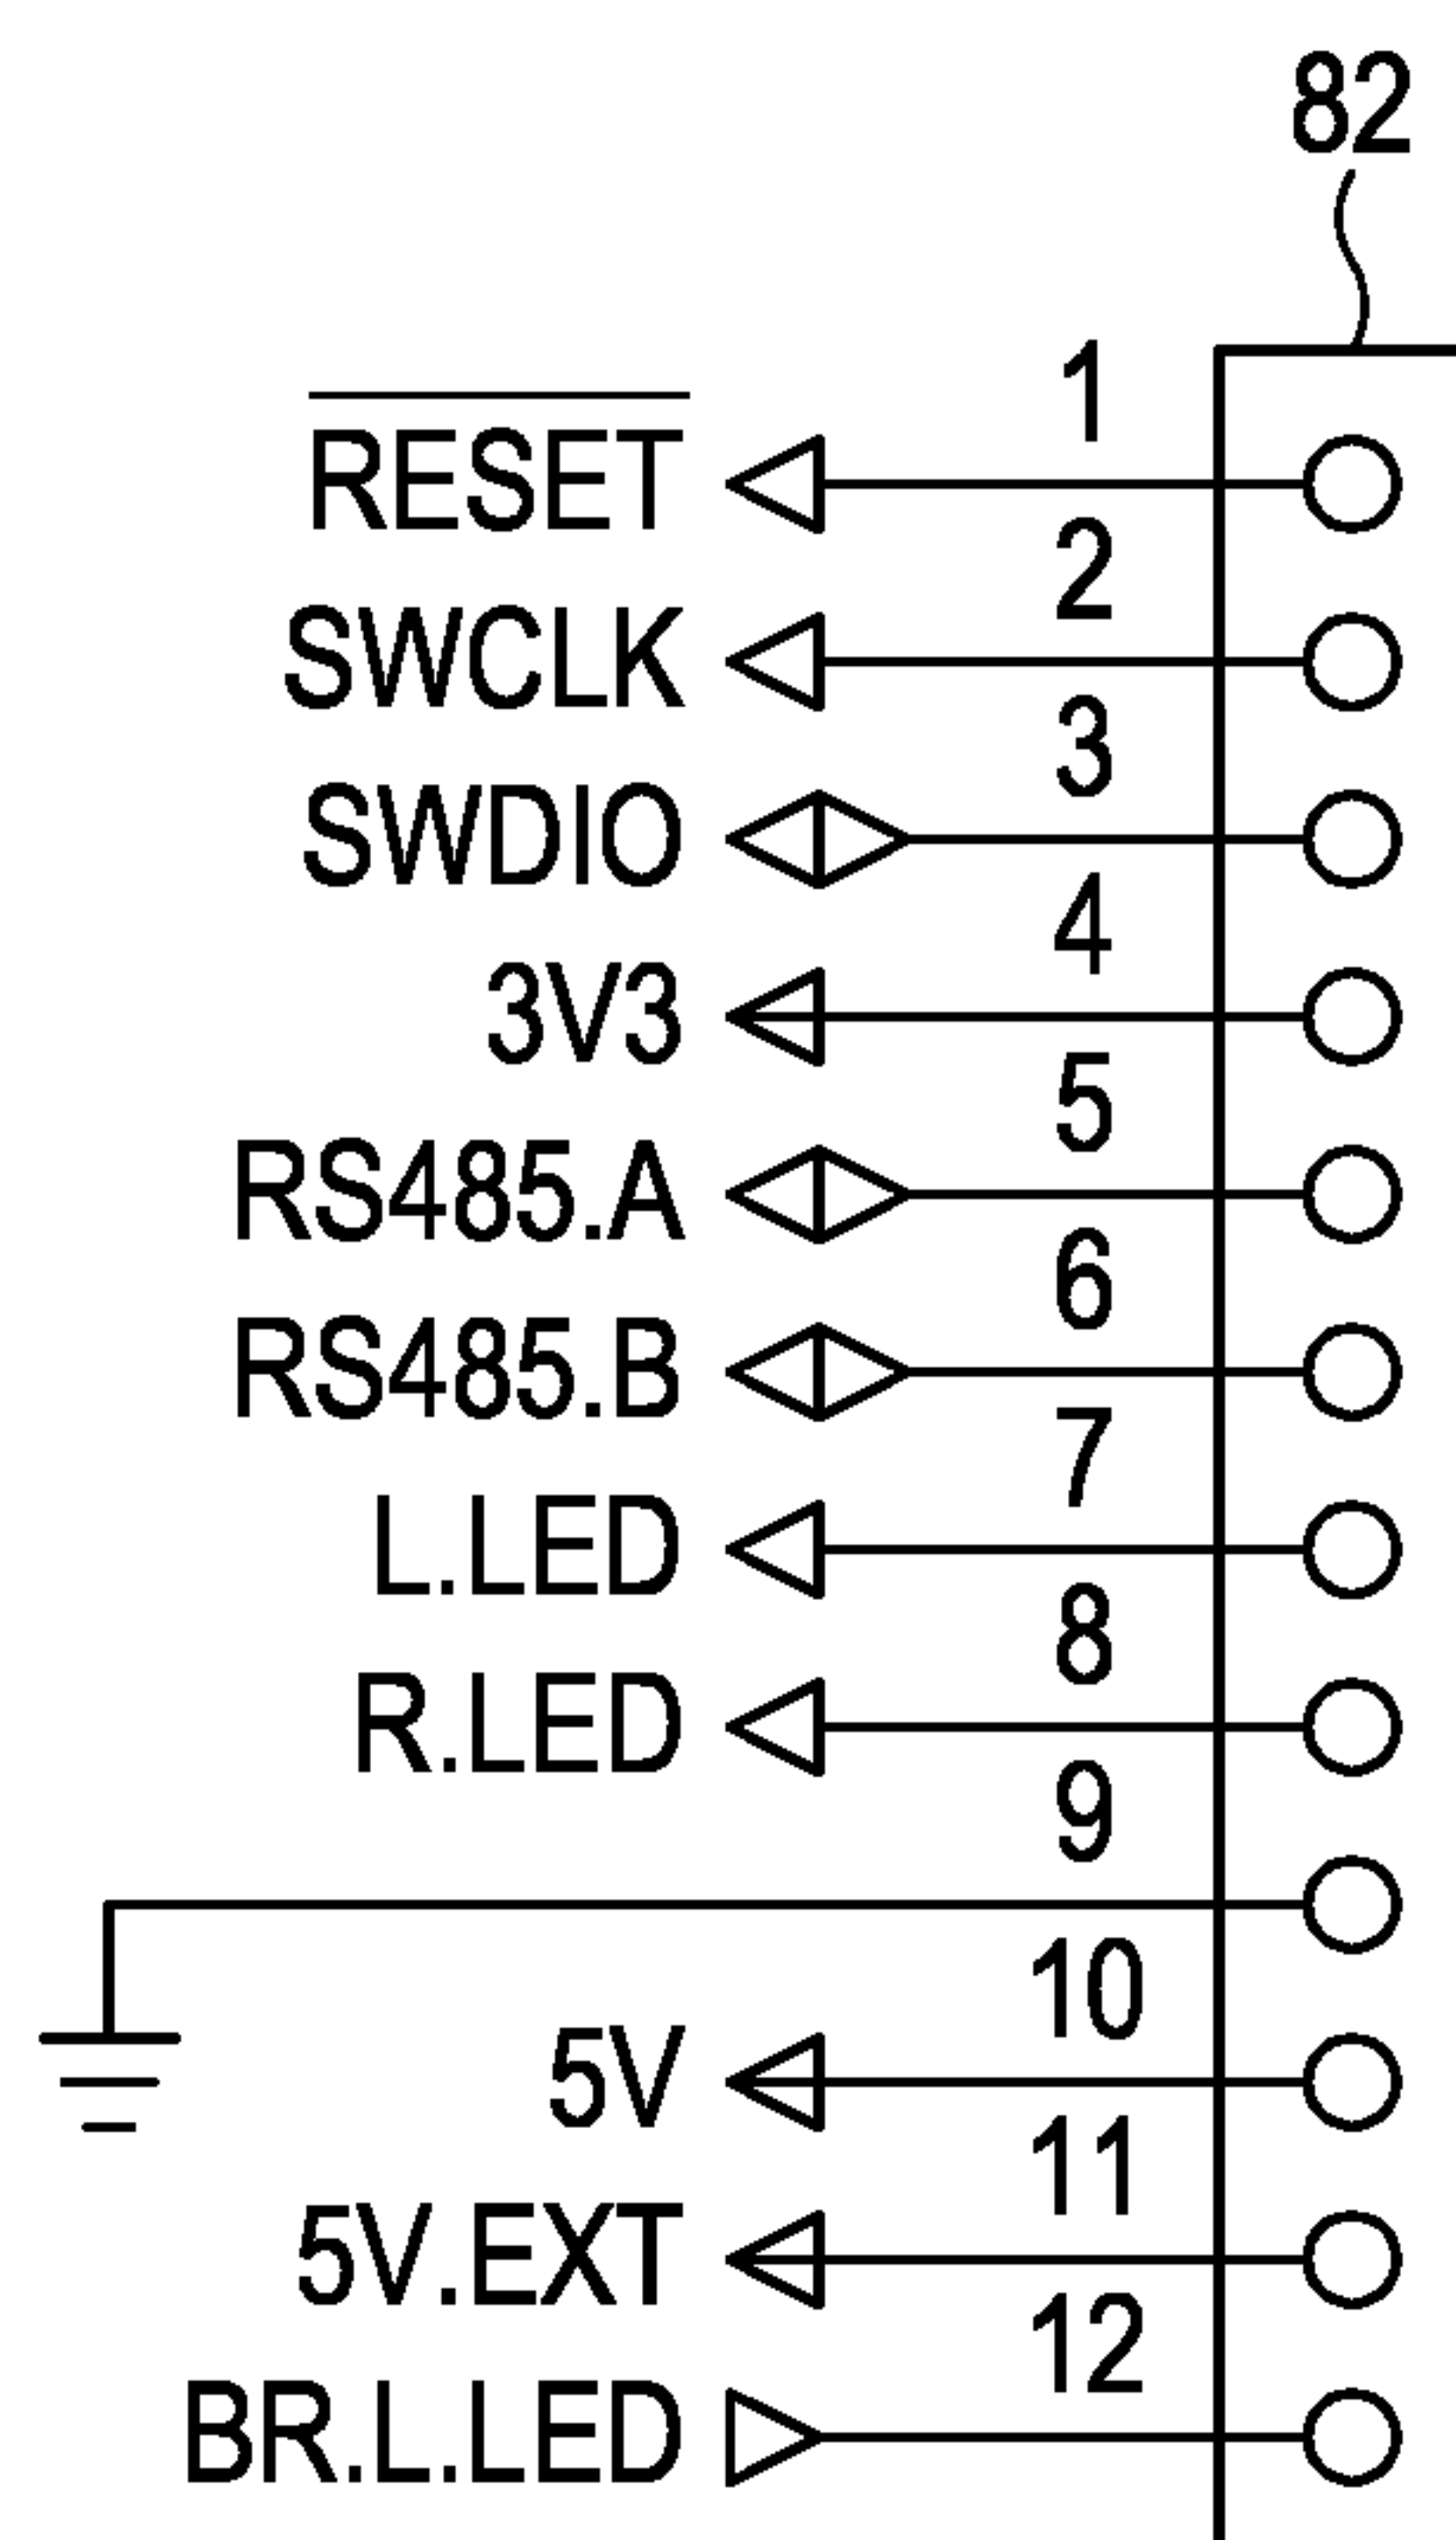 82
1
RESET
2
SWCLK
3
SWDIO
4
3V3
5
RS485.A
6
RS485.B
7
L.LED
8
R.LED
9
10
5V
11
5V.EXT
12
BR.L.LED